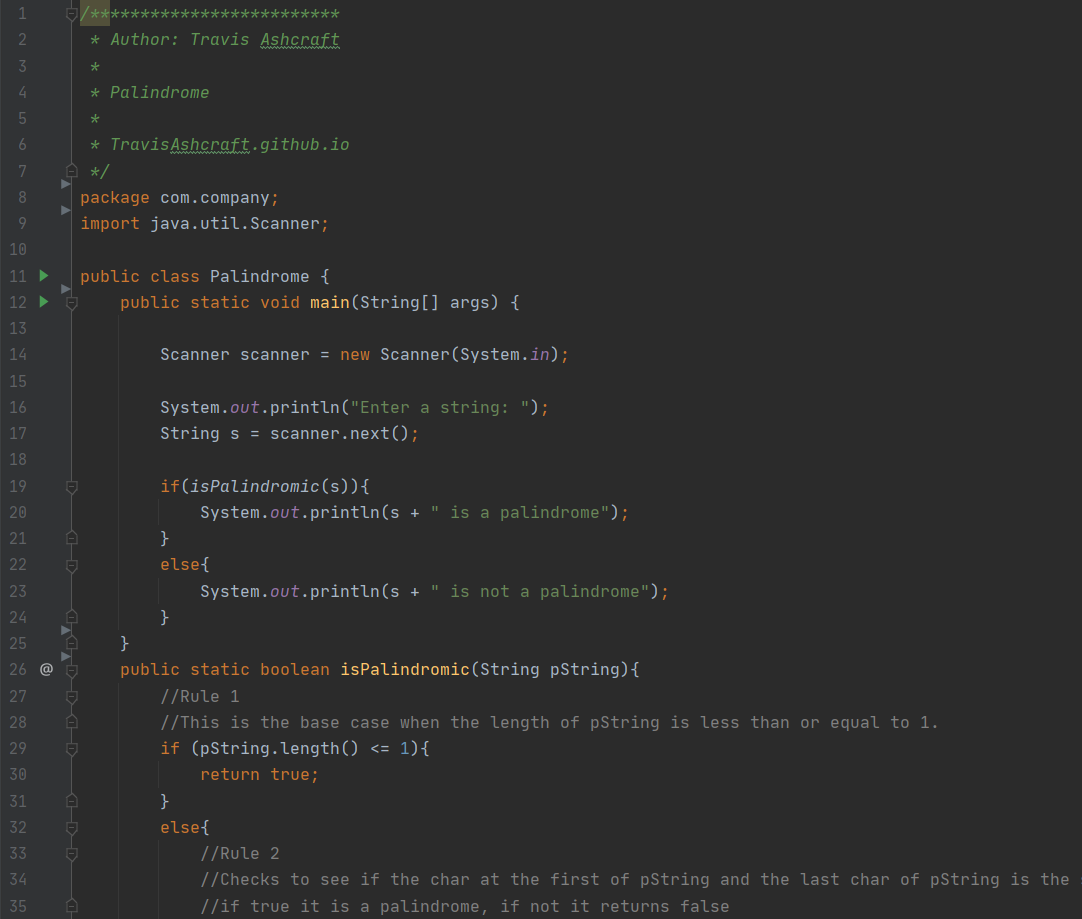 1 /*************************
2 * Author: Travis Ashcraft
3 *
4 * Palindrome
5 *
6 * TravisAshcraft.github.io
7 */
8 package com.company;
9 import java.util.Scanner;
10
11 public class Palindrome {
12 public static void main(String[] args) {
13
14 Scanner scanner = new Scanner(System.in);
15
16 System.out.println("Enter a string: ");
17 String s = scanner.next();
18
19 if(isPalindromic(s)){
20 System.out.println(s + " is a palindrome");
21 }
22 else{
23 System.out.println(s + " is not a palindrome");
24 }
25 }
26 @ public static boolean isPalindromic(String pString){
27 //Rule 1
28 //This is the base case when the length of pString is less than or equal to 1.
29 if (pString.length() <= 1){
30 return true;
31 }
32 else{
33 //Rule 2
34 //Checks to see if the char at the first of pString and the last char of pString is the
35 //if true it is a palindrome, if not it returns false